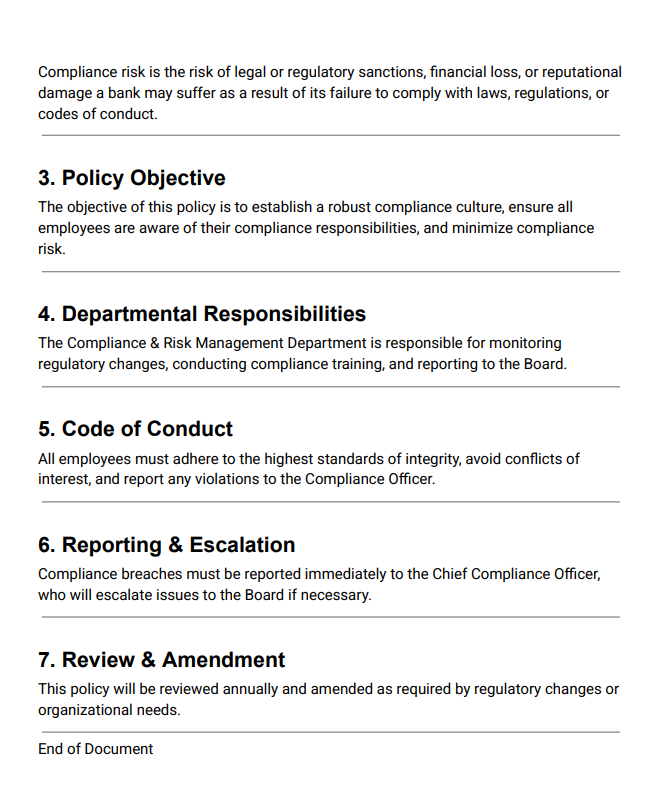 Compliance risk is the risk of legal or regulatory sanctions, financial loss, or reputational
damage a bank may suffer as a result of its failure to comply with laws, regulations, or
codes of conduct.
3. Policy Objective
The objective of this policy is to establish a robust compliance culture, ensure all
employees are aware of their compliance responsibilities, and minimize compliance
risk.
4. Departmental Responsibilities
The Compliance & Risk Management Department is responsible for monitoring
regulatory changes, conducting compliance training, and reporting to the Board.
5. Code of Conduct
All employees must adhere to the highest standards of integrity, avoid conflicts of
interest, and report any violations to the Compliance Officer.
6. Reporting & Escalation
Compliance breaches must be reported immediately to the Chief Compliance Officer,
who will escalate issues to the Board if necessary.
7. Review & Amendment
This policy will be reviewed annually and amended as required by regulatory changes or
organizational needs.
End of Document